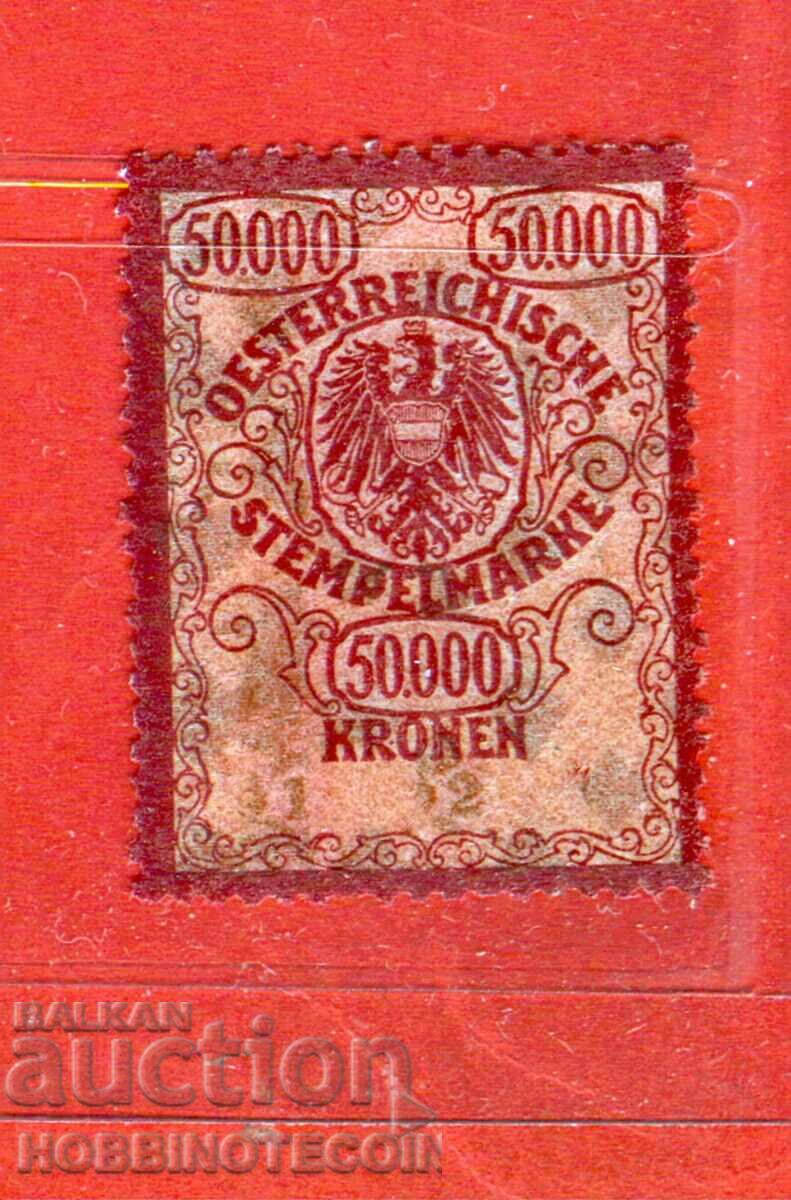 50.000 50.000
OESTERREICHISCHE
STEMPELMARKE
50.000
KRONEN
BALKAN
auction
HOBBINOTECOIN